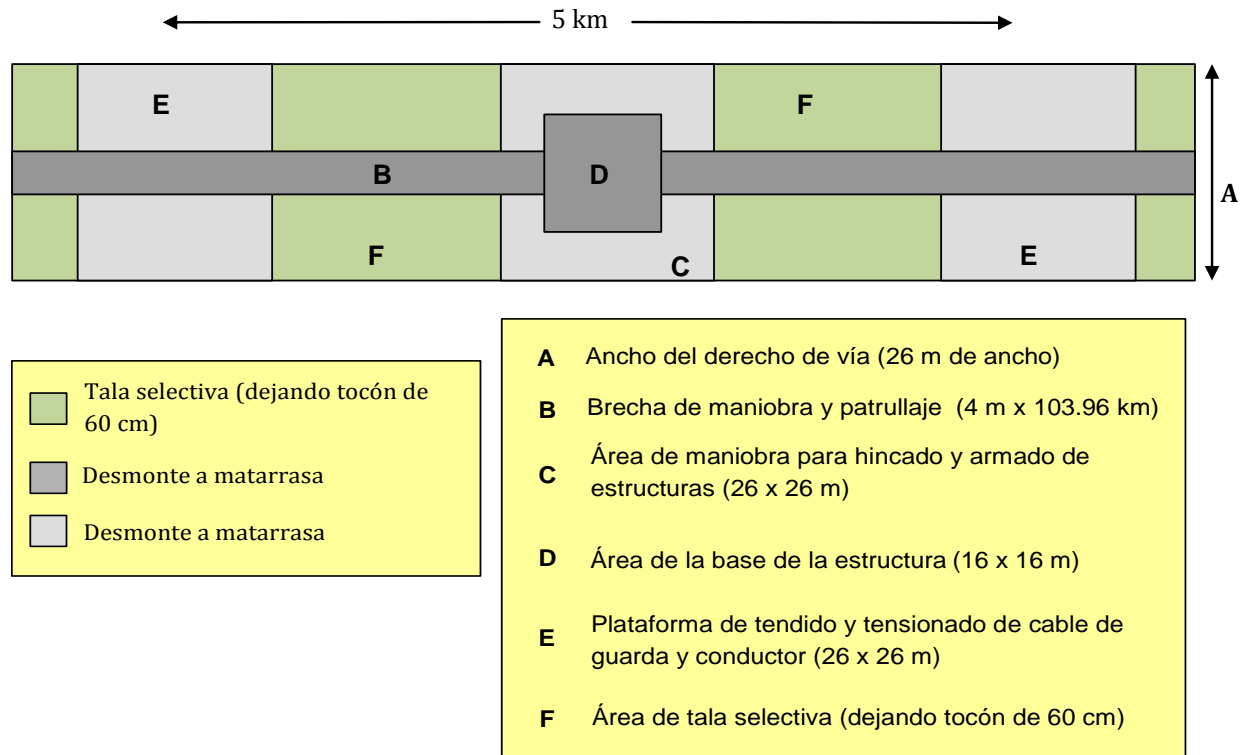 5 km
E
F
B
D
A
F
C
E
Tala selectiva (dejando tocón de
60 cm)
Desmonte a matarrasa
Desmonte a matarrasa
A Ancho del derecho de vía (26 m de ancho)
B Brecha de maniobra y patrullaje (4 m x 103.96 km)
C Área de maniobra para hincado y armado de
estructuras (26 x 26 m)
D Área de la base de la estructura (16 x 16 m)
E Plataforma de tendido y tensionado de cable de
guarda y conductor (26 x 26 m)
F Área de tala selectiva (dejando tocón de 60 cm)